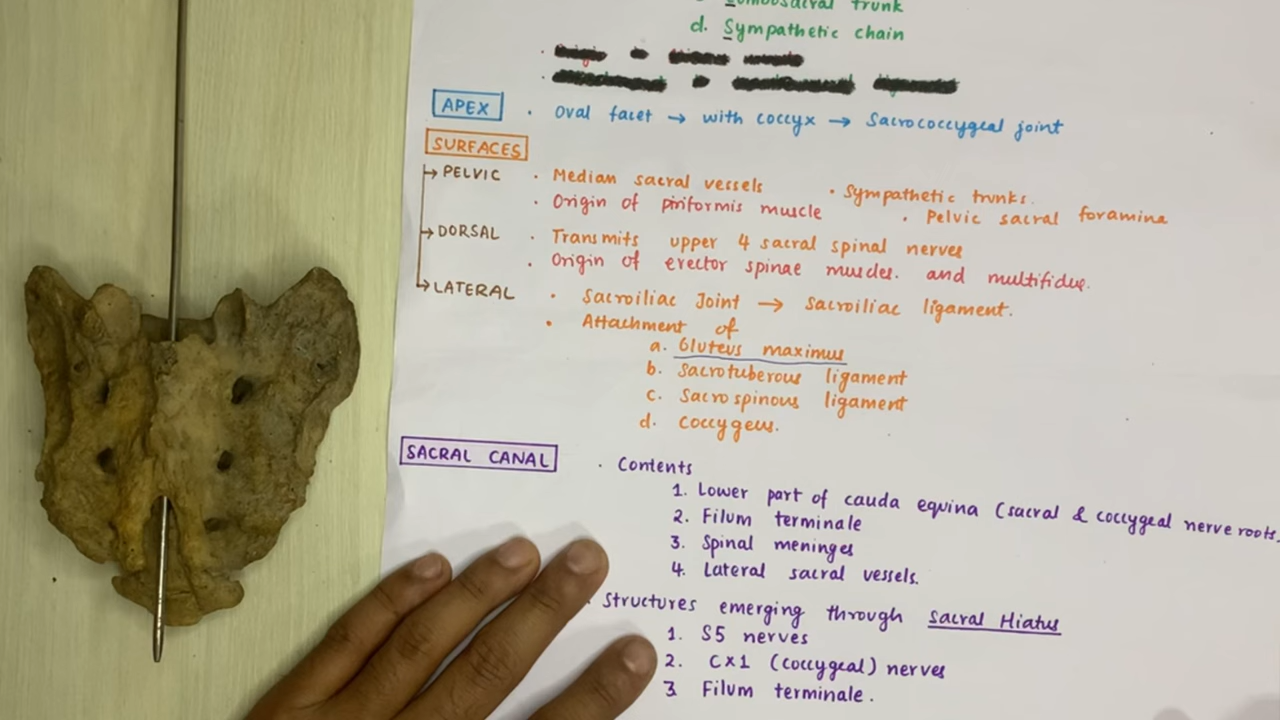 trunk
d. Sympathetic chain
APEX · Oval facet → with coccyx → Sacrococcygeal joint
SURFACES
→ PELVIC · Median sacral vessels · Sympathetic trunks.
· Origin of piriformis muscle · Pelvic sacral foramina
→ DORSAL · Transmits upper 4 sacral spinal nerves
· Origin of erector spinae muscles. and multifidus.
→ LATERAL · Sacroiliac Joint → Sacroiliac ligament.
· Attachment of
a. Gluteus maximus
b. Sacrotuberous ligament
c. Sacrospinous ligament
d. Coccygeus.
SACRAL CANAL · Contents
1. Lower part of cauda equina (sacral & coccygeal nerve roots.
2. Filum terminale
3. Spinal meninges
4. Lateral sacral vessels.
· Structures emerging through Sacral Hiatus
1. S5 nerves
2. Cx1 (coccygeal) nerves
3 Filum terminale.